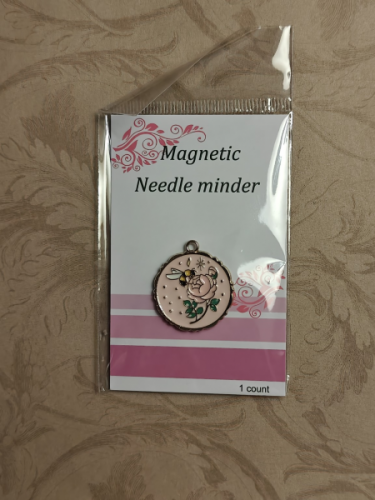 Magnetic
Needle minder
1 count